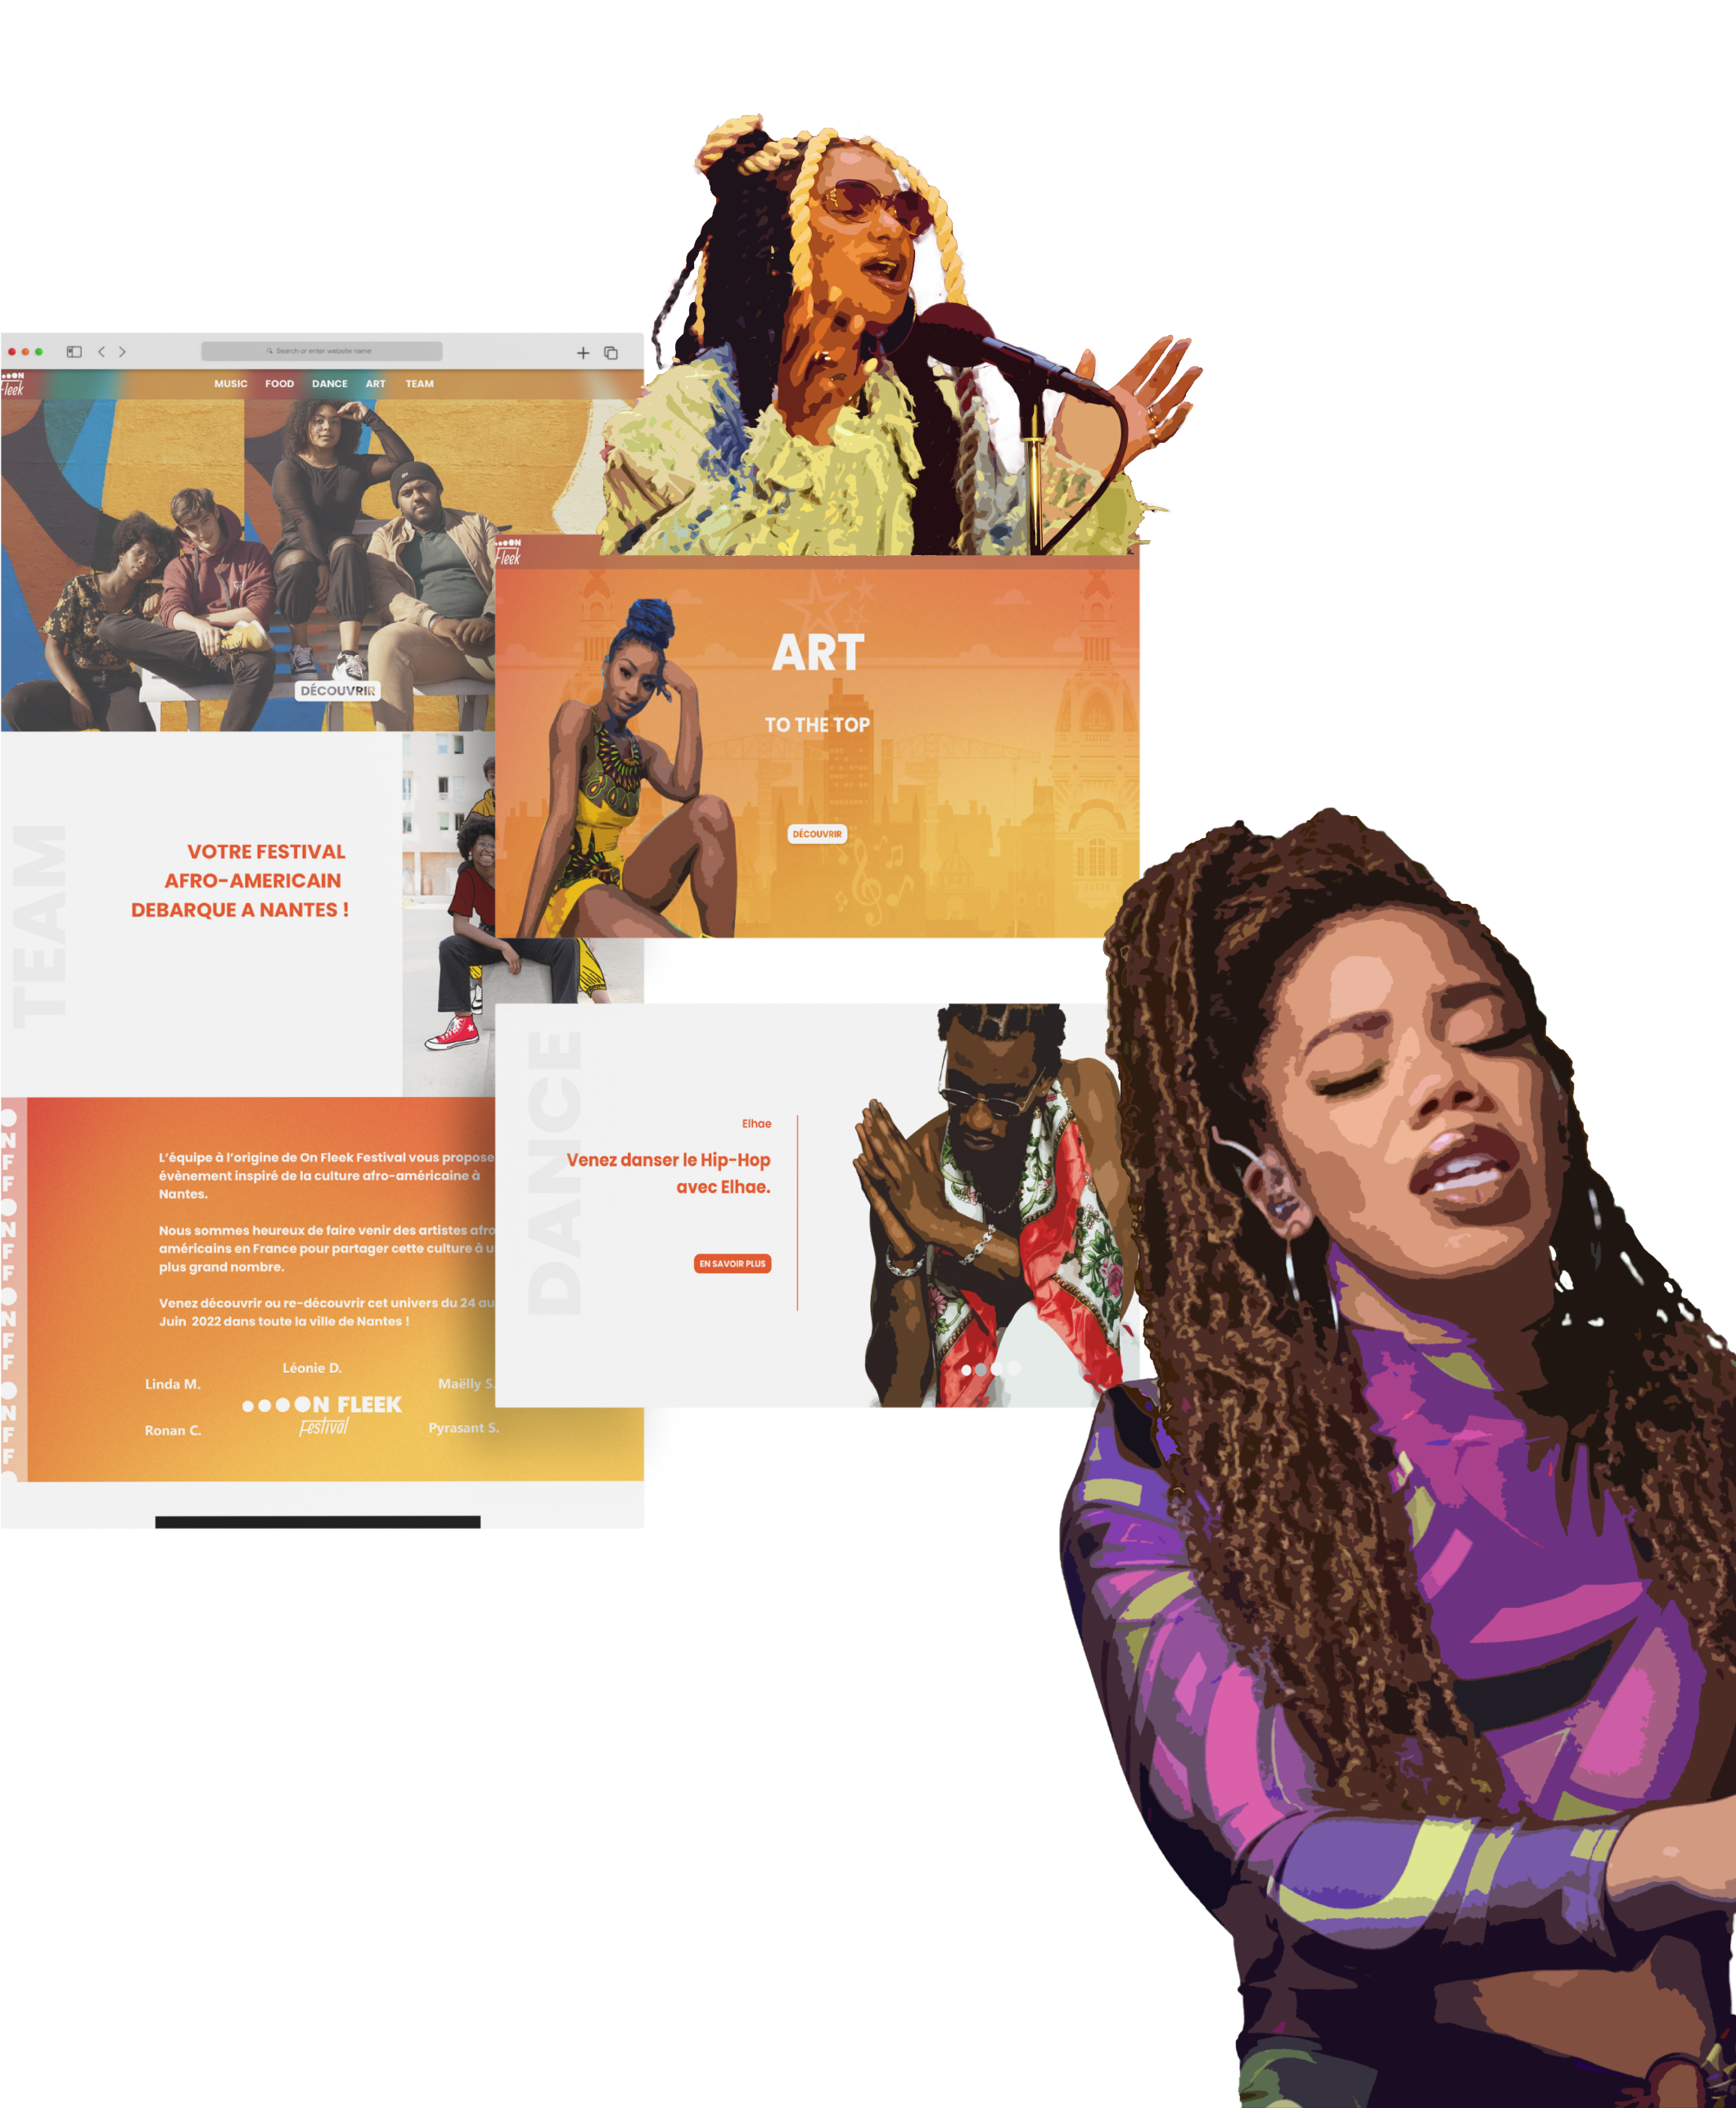 Search or enter website name
ON
Fleek
MUSIC FOOD DANCE ART TEAM
DÉCOUVRIR
ON
Fleek
ART
TO THE TOP
DÉCOUVRIR
TEAM
VOTRE FESTIVAL
AFRO-AMERICAIN
DEBARQUE A NANTES !
DANCE
Elhae
Venez danser le Hip-Hop
avec Elhae.
EN SAVOIR PLUS
N
F
F
N
F
F
N
F
F
N
F
F
L'équipe à l'origine de On Fleek Festival vous propose
évènement inspiré de la culture afro-américaine à
Nantes.
Nous sommes heureux de faire venir des artistes afro
américains en France pour partager cette culture à u
plus grand nombre.
Venez découvrir ou re-découvrir cet univers du 24 au
Juin 2022 dans toute la ville de Nantes !
Léonie D.
Linda M.
Maëlly S.
ON FLEEK
Festival
Ronan C.
Pyrasant S.